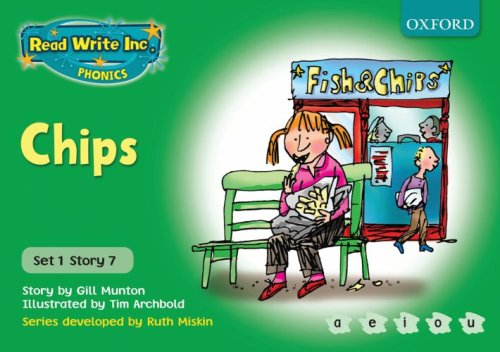 Read Write Inc.
PHONICS
OXFORD
Fish&Chips
Chips
Set 1 Story 7
Story by Gill Munton
Illustrated by Tim Archbold
Series developed by Ruth Miskin
a e i o u